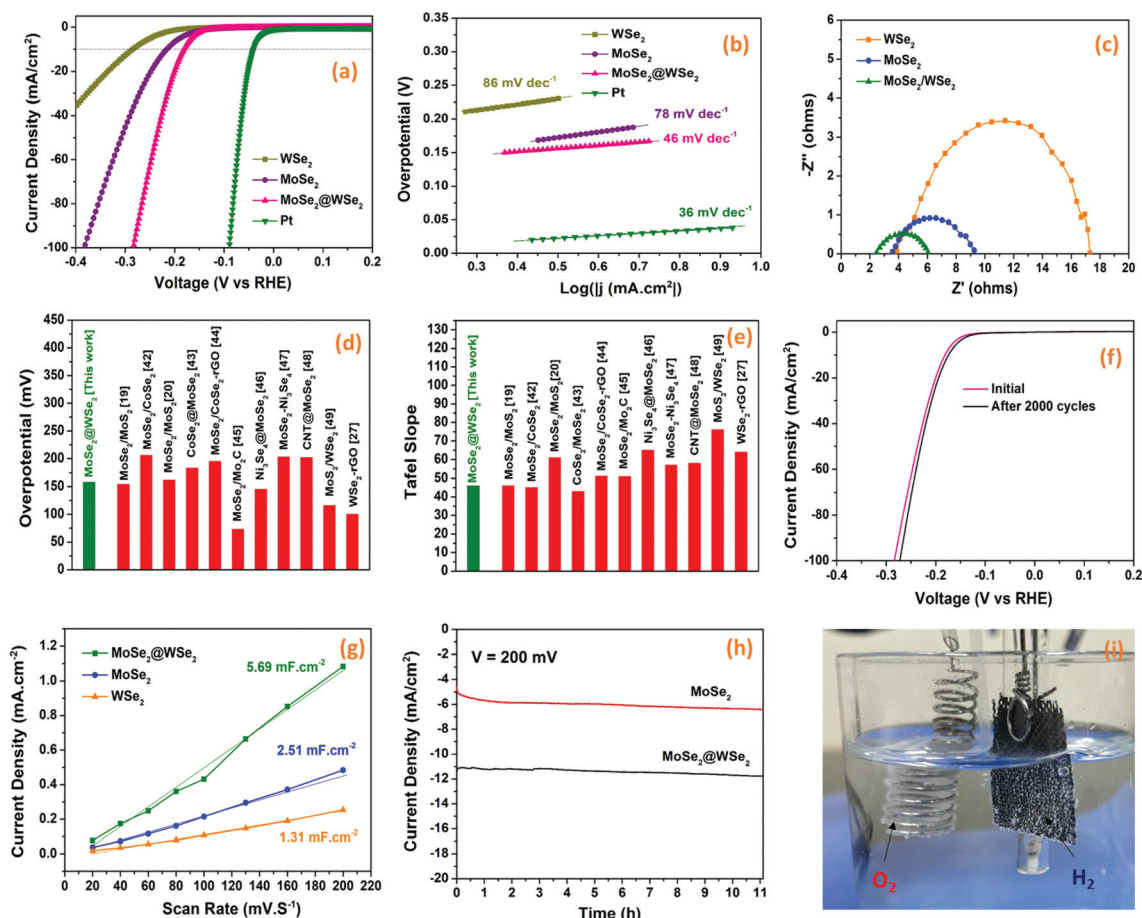 (a)
Current Density (mA/cm²)
0
-20
-40
-60
-80
-100
WSe₂
MoSe₂
MoSe₂@WSe₂
Pt
-0.4 -0.3 -0.2 -0.1 0.0 0.1 0.2
Voltage (V vs RHE)
(b)
Overpotential (V)
0.35
0.30
0.25
0.20
0.15
0.10
0.05
0.00
WSe₂
MoSe₂
MoSe₂@WSe₂
Pt
86 mV dec⁻¹
78 mV dec⁻¹
46 mV dec⁻¹
36 mV dec⁻¹
0.3 0.4 0.5 0.6 0.7 0.8 0.9 1.0
Log(|j (mA.cm²|)
(c)
-Z'' (ohms)
6
5
4
3
2
1
0
WSe₂
MoSe₂
MoSe₂/WSe₂
0 2 4 6 8 10 12 14 16 18 20
Z' (ohms)
(d)
Overpotential (mV)
450
400
350
300
250
200
150
100
50
0
MoSe₂@WSe₂ [This work]
MoSe₂/MoS₂ [19]
MoSe₂/CoSe₂ [42]
MoSe₂/MoS₂[20]
CoSe₂@MoSe₂ [43]
MoSe₂/CoSe₂-rGO [44]
MoSe₂/Mo₂C [45]
Ni₃Se₄@MoSe₂ [46]
MoSe₂-Ni₃Se₄ [47]
CNT@MoSe₂ [48]
MoS₂/WSe₂ [49]
WSe₂-rGO [27]
(e)
Tafel Slope
130
120
110
100
90
80
70
60
50
40
30
20
10
0
MoSe₂@WSe₂ [This work]
MoSe₂/MoS₂ [19]
MoSe₂/CoSe₂ [42]
MoSe₂/MoS₂[20]
CoSe₂/MoSe₂ [43]
MoSe₂/CoSe₂-rGO [44]
MoSe₂/Mo₂C [45]
Ni₃Se₄@MoSe₂ [46]
MoSe₂-Ni₃Se₄ [47]
CNT@MoSe₂ [48]
MoS₂/WSe₂ [49]
WSe₂-rGO [27]
(f)
Current Density (mA/cm²)
0
-20
-40
-60
-80
-100
Initial
After 2000 cycles
-0.4 -0.3 -0.2 -0.1 0.0 0.1 0.2
Voltage (V vs RHE)
(g)
Current Density (mA.cm²)
1.2
1.0
0.8
0.6
0.4
0.2
0.0
MoSe₂@WSe₂
MoSe₂
WSe₂
5.69 mF.cm⁻²
2.51 mF.cm⁻²
1.31 mF.cm⁻²
0 20 40 60 80 100 120 140 160 180 200 220
Scan Rate (mV.S⁻¹)
(h)
Current Density (mA/cm²)
0
-2
-4
-6
-8
-10
-12
-14
-16
-18
-20
V = 200 mV
MoSe₂
MoSe₂@WSe₂
0 1 2 3 4 5 6 7 8 9 10 11
Time (h)
(i)
O₂
H₂